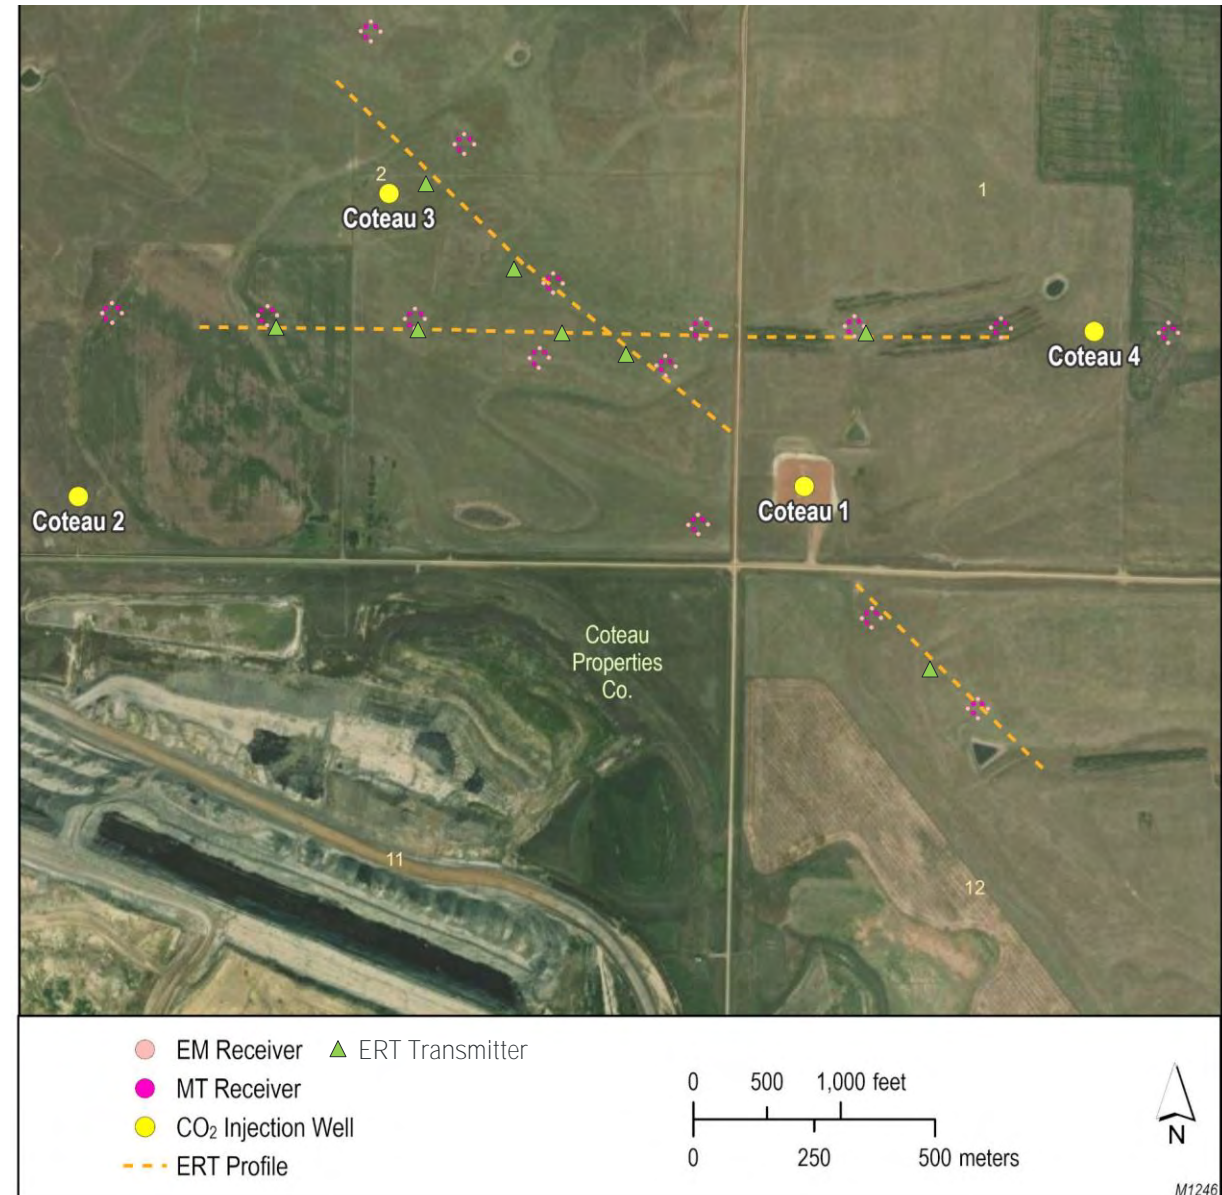 2
1
Coteau 3
Coteau 4
Coteau 2
Coteau 1
Coteau
Properties
Co.
11
12
EM Receiver
ERT Transmitter
MT Receiver
CO₂ Injection Well
ERT Profile
0 500 1,000 feet
0 250 500 meters
N
M1246